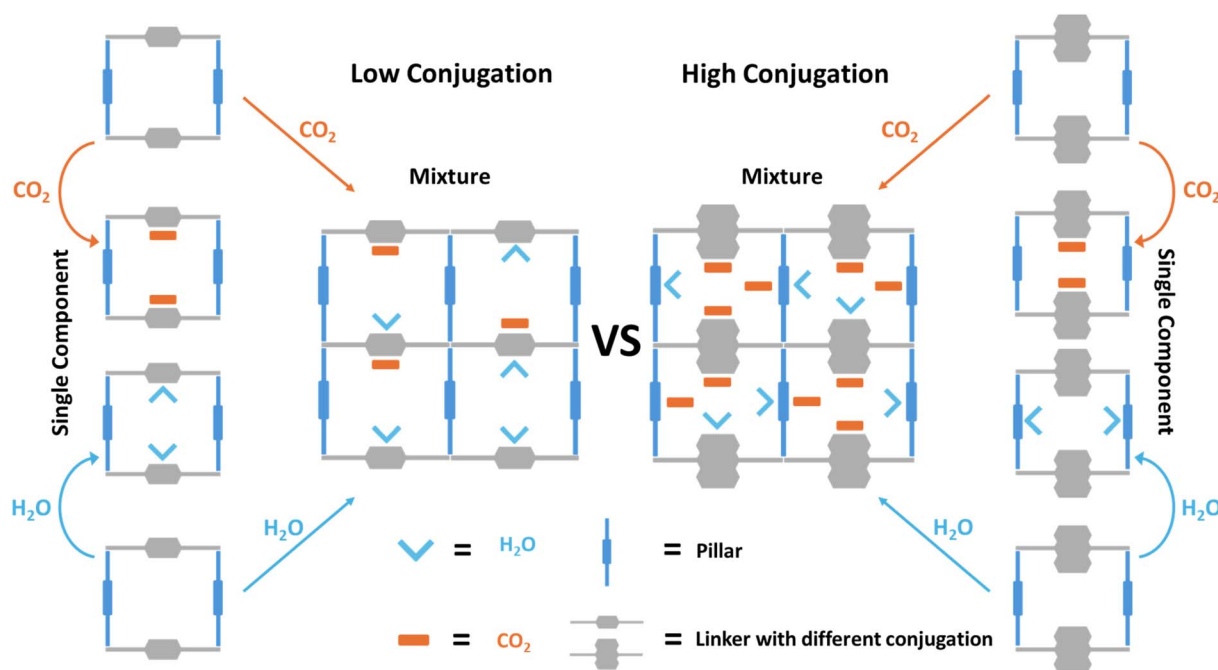 Low Conjugation
High Conjugation
CO₂
CO₂
CO₂
CO₂
Mixture
Mixture
Single Component
Single Component
VS
H₂O
H₂O
H₂O
H₂O
= H₂O
= Pillar
= CO₂
= Linker with different conjugation